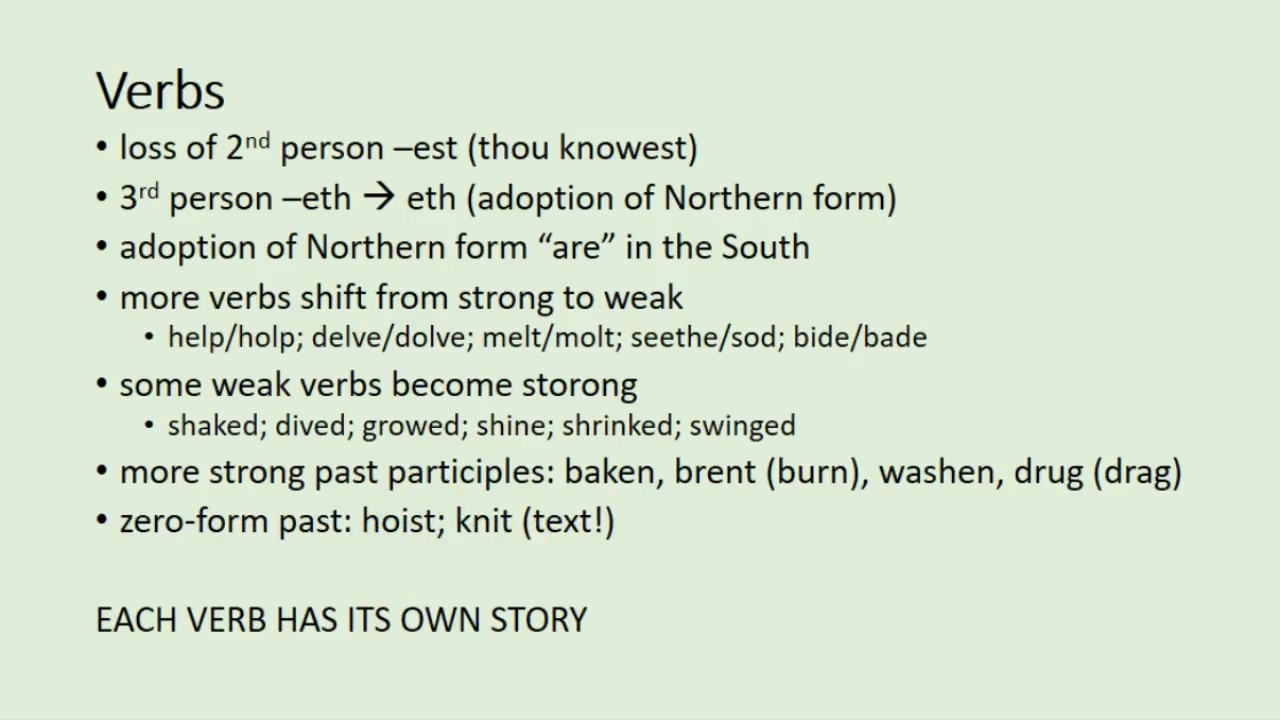 Verbs
• loss of 2nd person –est (thou knowest)
• 3rd person –eth → eth (adoption of Northern form)
• adoption of Northern form “are” in the South
• more verbs shift from strong to weak
• help/holp; delve/dolve; melt/molt; seethe/sod; bide/bade
• some weak verbs become storong
• shaked; dived; growed; shine; shrinked; swinged
• more strong past participles: baken, brent (burn), washen, drug (drag)
• zero-form past: hoist; knit (text!)
EACH VERB HAS ITS OWN STORY